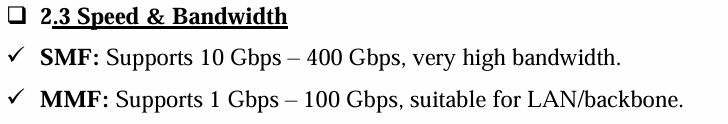 ❑ 2.3 Speed & Bandwidth
✓ SMF: Supports 10 Gbps – 400 Gbps, very high bandwidth.
✓ MMF: Supports 1 Gbps – 100 Gbps, suitable for LAN/backbone.